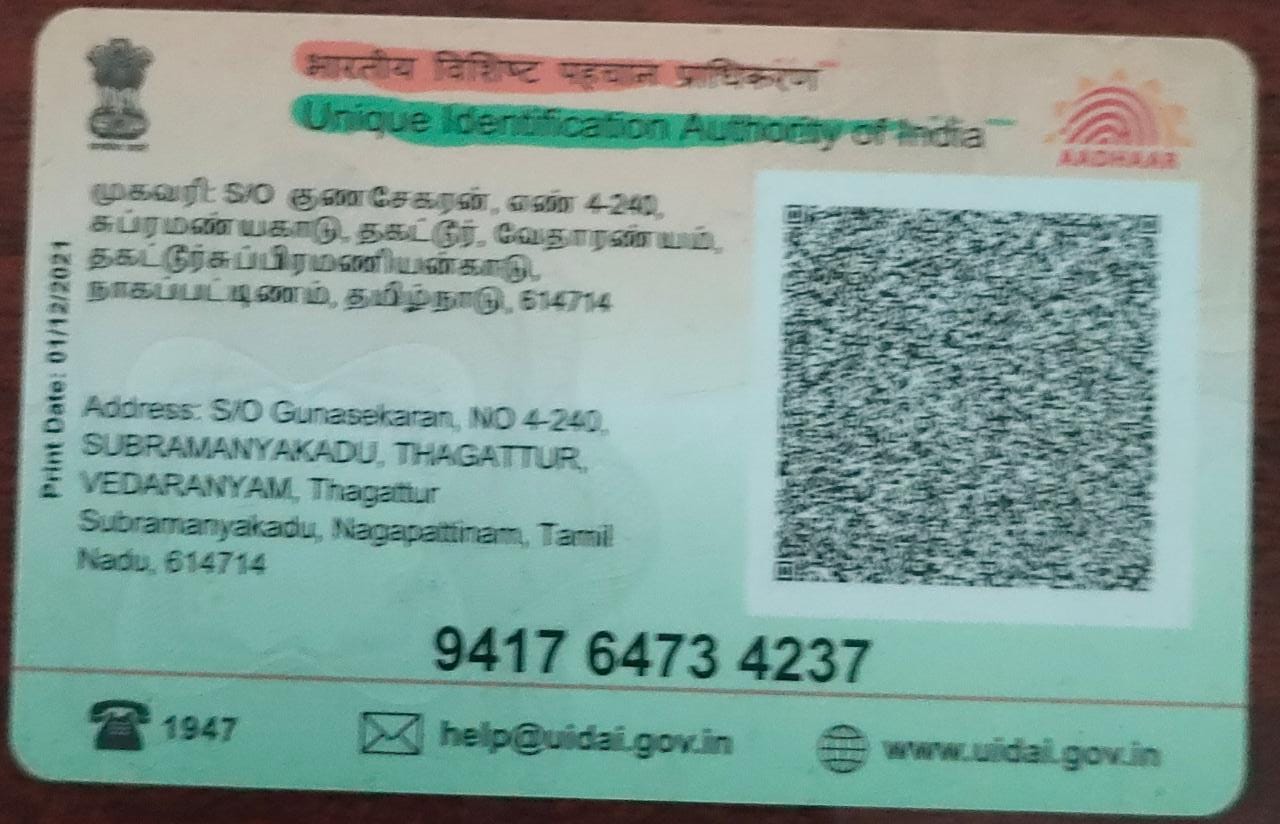 भारतीय विशिष्ट पहचान प्राधिकरण
Unique Identification Authority of India
AADHAAR
முகவரி: S/O குணசேகரன், எண் 4-240,
சுப்ரமண்யகாடு, தகட்டூர், வேதாரண்யம்,
தகட்டூர்சுப்பிரமணியன்காடு,
நாகப்பட்டிணம், தமிழ்நாடு, 614714
Print Date: 01/12/2021
Address: S/O Gunasekaran, NO 4-240,
SUBRAMANYAKADU, THAGATTUR,
VEDARANYAM, Thagattur
Subramanyakadu, Nagapattinam, Tamil
Nadu, 614714
9417 6473 4237
1947
help@uidai.gov.in
www.uidai.gov.in